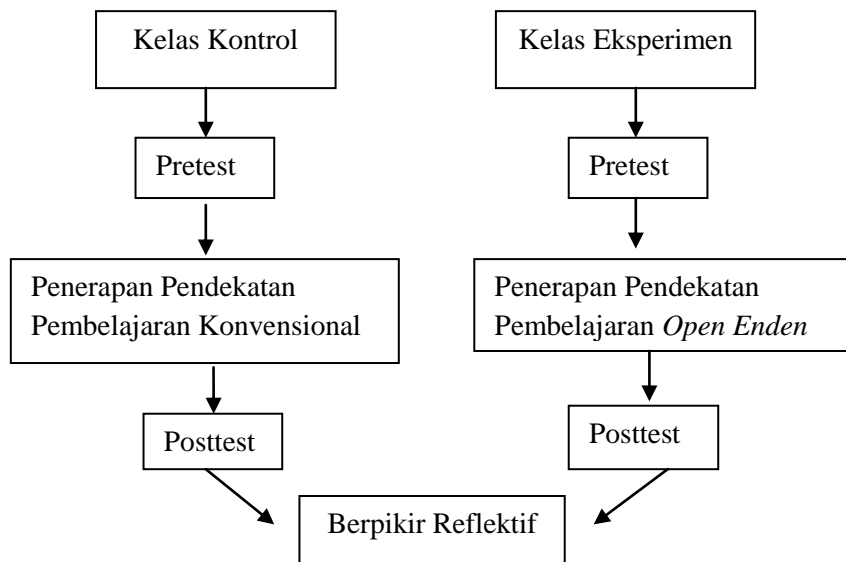 Kelas Kontrol
Kelas Eksperimen
Pretest
Pretest
Penerapan Pendekatan
Pembelajaran Konvensional
Penerapan Pendekatan
Pembelajaran Open Enden
Posttest
Posttest
Berpikir Reflektif